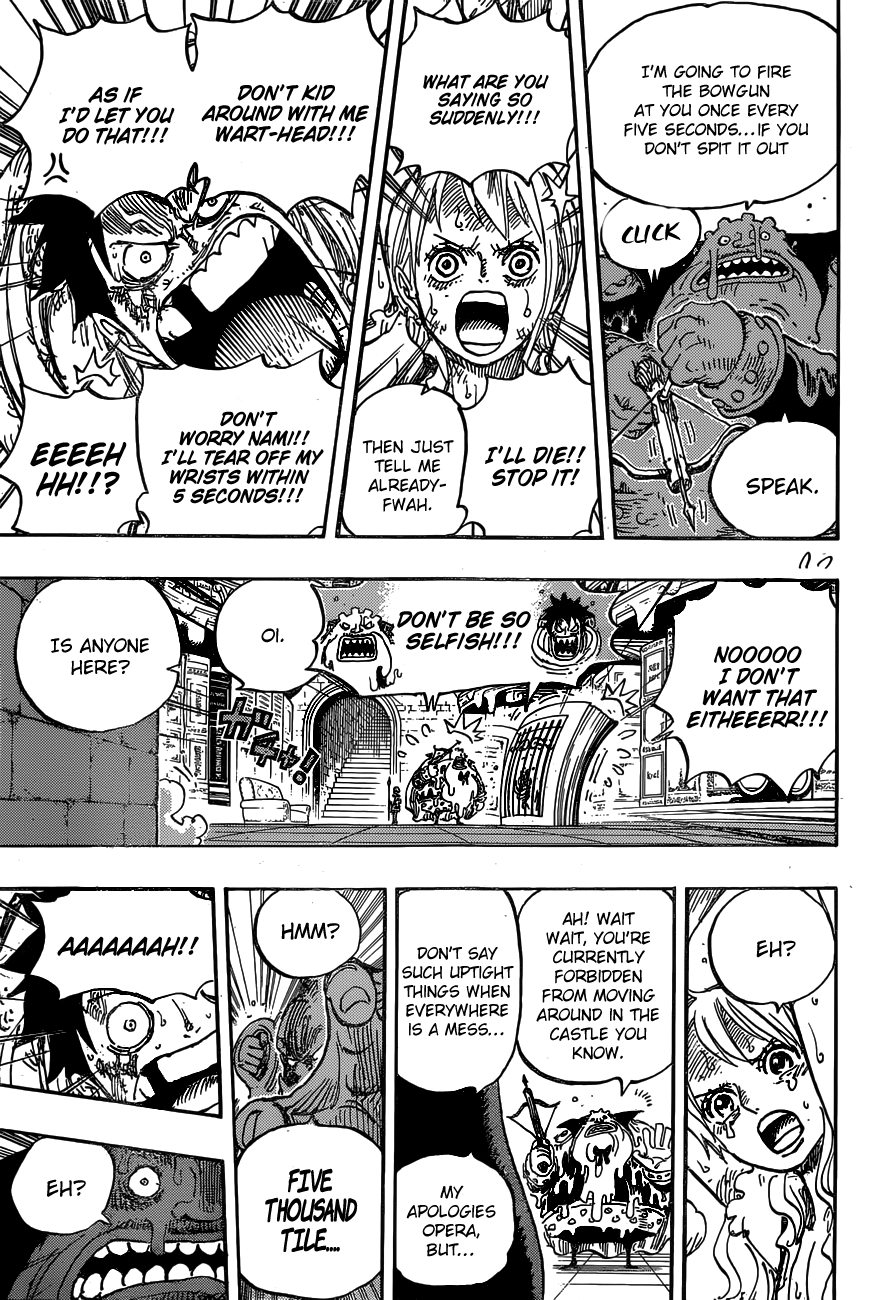 I'M GOING TO FIRE
THE BOWGUN
AT YOU ONCE EVERY
FIVE SECONDS...IF YOU
DON'T SPIT IT OUT
CLICK
SPEAK.
WHAT ARE YOU
SAYING SO
SUDDENLY!!!
I'LL DIE!!
STOP IT!
THEN JUST
TELL ME
ALREADY-
FWAH.
DON'T KID
AROUND WITH ME
WART-HEAD!!!
AS IF
I'D LET YOU
DO THAT!!!
DON'T
WORRY NAMI!!
I'LL TEAR OFF MY
WRISTS WITHIN
5 SECONDS!!!
EEEEH
HH!!?
NOOOOO
I DON'T
WANT THAT
EITHEEERR!!!
DON'T BE SO
SELFISH!!!
OI.
IS ANYONE
HERE?
ガチャ!
EH?
AH! WAIT
WAIT, YOU'RE
CURRENTLY
FORBIDDEN
FROM MOVING
AROUND IN THE
CASTLE YOU
KNOW.
DON'T SAY
SUCH UPTIGHT
THINGS WHEN
EVERYWHERE
IS A MESS...
MY
APOLOGIES
OPERA,
BUT...
HMM?
FIVE
THOUSAND
TILE....
AAAAAAAH!!
EH?